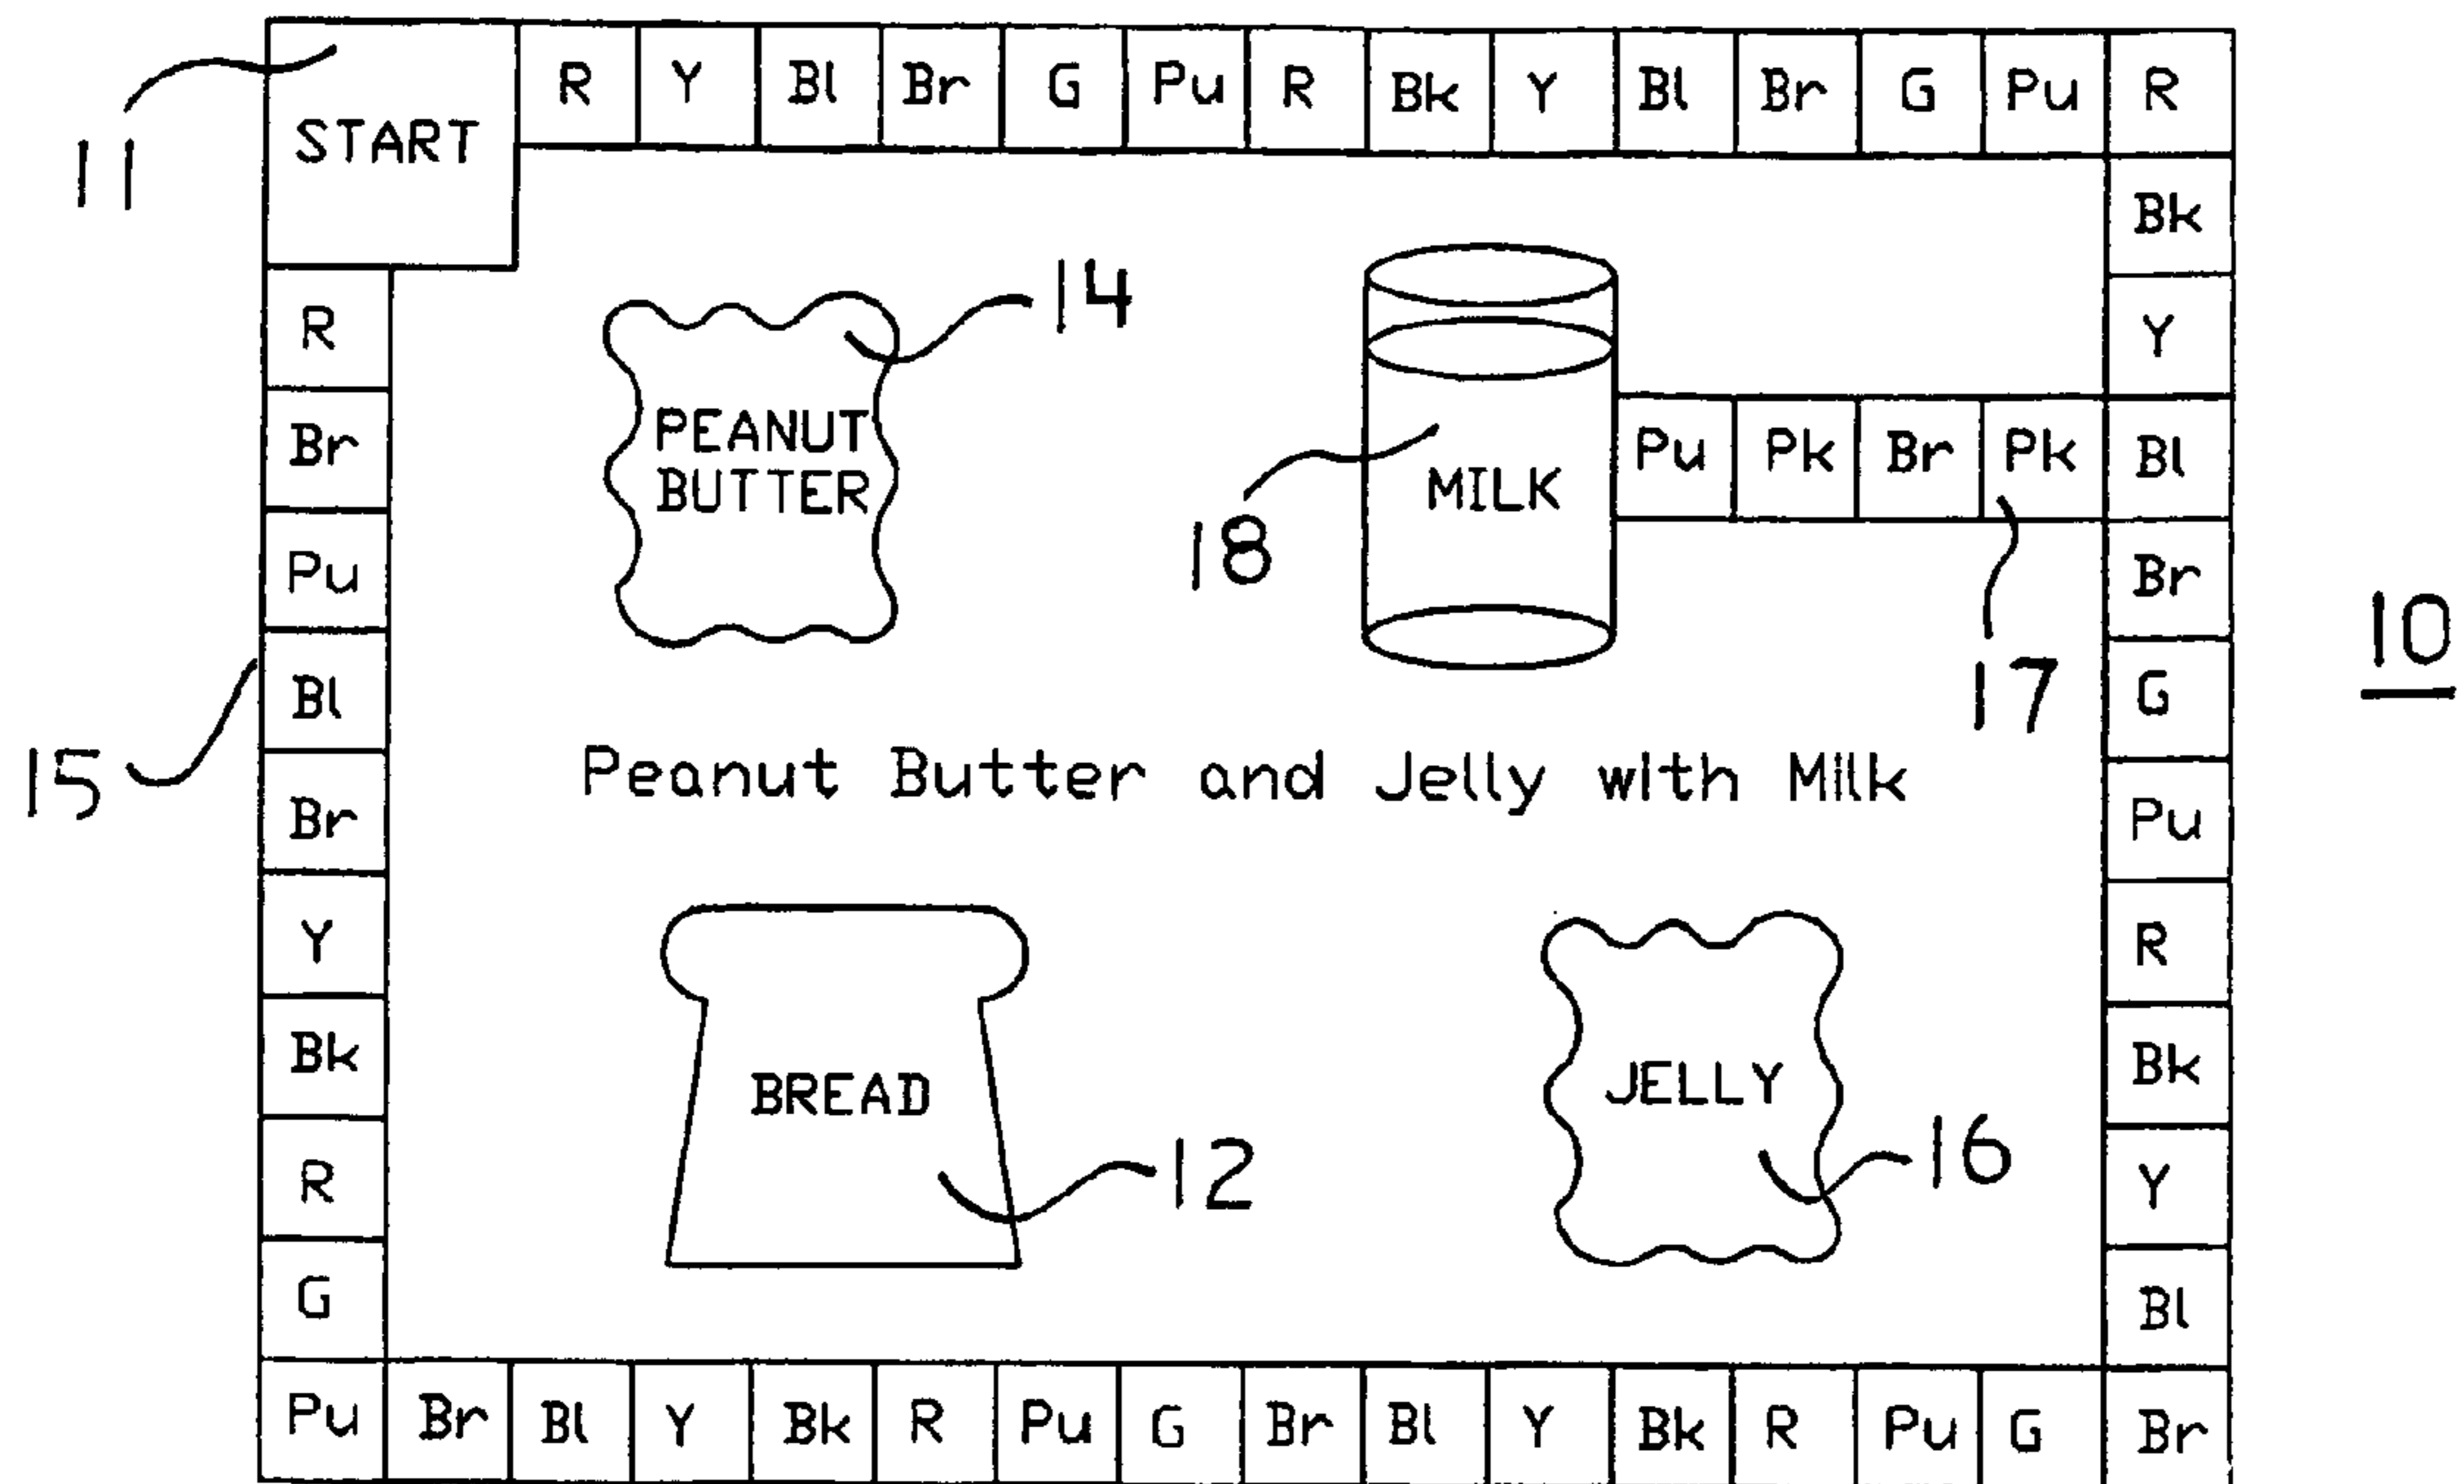 START R Y Bl Br G Pu R Bk Y Bl Br G Pu R
11
Bk
14
R Y
PEANUT
BUTTER
Br Pu Pk Br Pk Bl
MILK
18
Pu Br
10
17
Bl G
15
Peanut Butter and Jelly with Milk
Br Pu
Y R
Bk Bk
BREAD
JELLY
12
16
R Y
G Bl
Pu Br Bl Y Bk R Pu G Br Bl Y Bk R Pu G Br